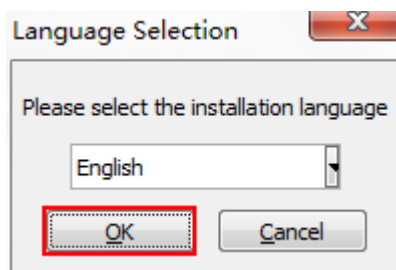 Language Selection
Please select the installation language
English
OK
Cancel